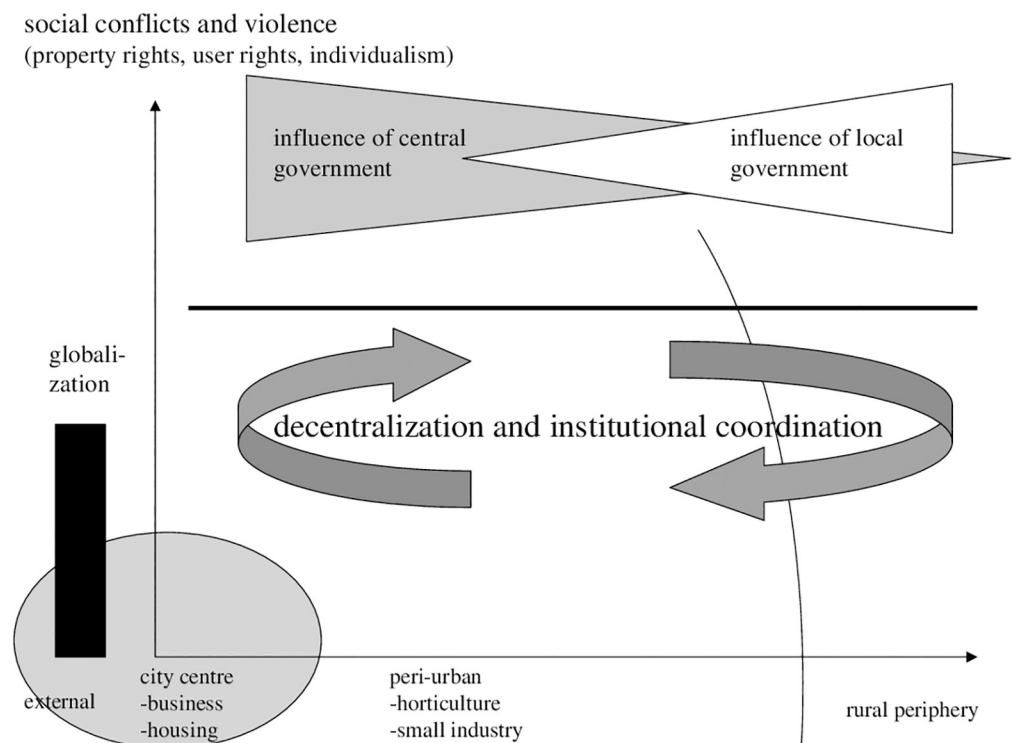 social conflicts and violence
(property rights, user rights, individualism)
influence of central
government
influence of local
government
globali-
zation
decentralization and institutional coordination
external
city centre
-business
-housing
peri-urban
-horticulture
-small industry
rural periphery